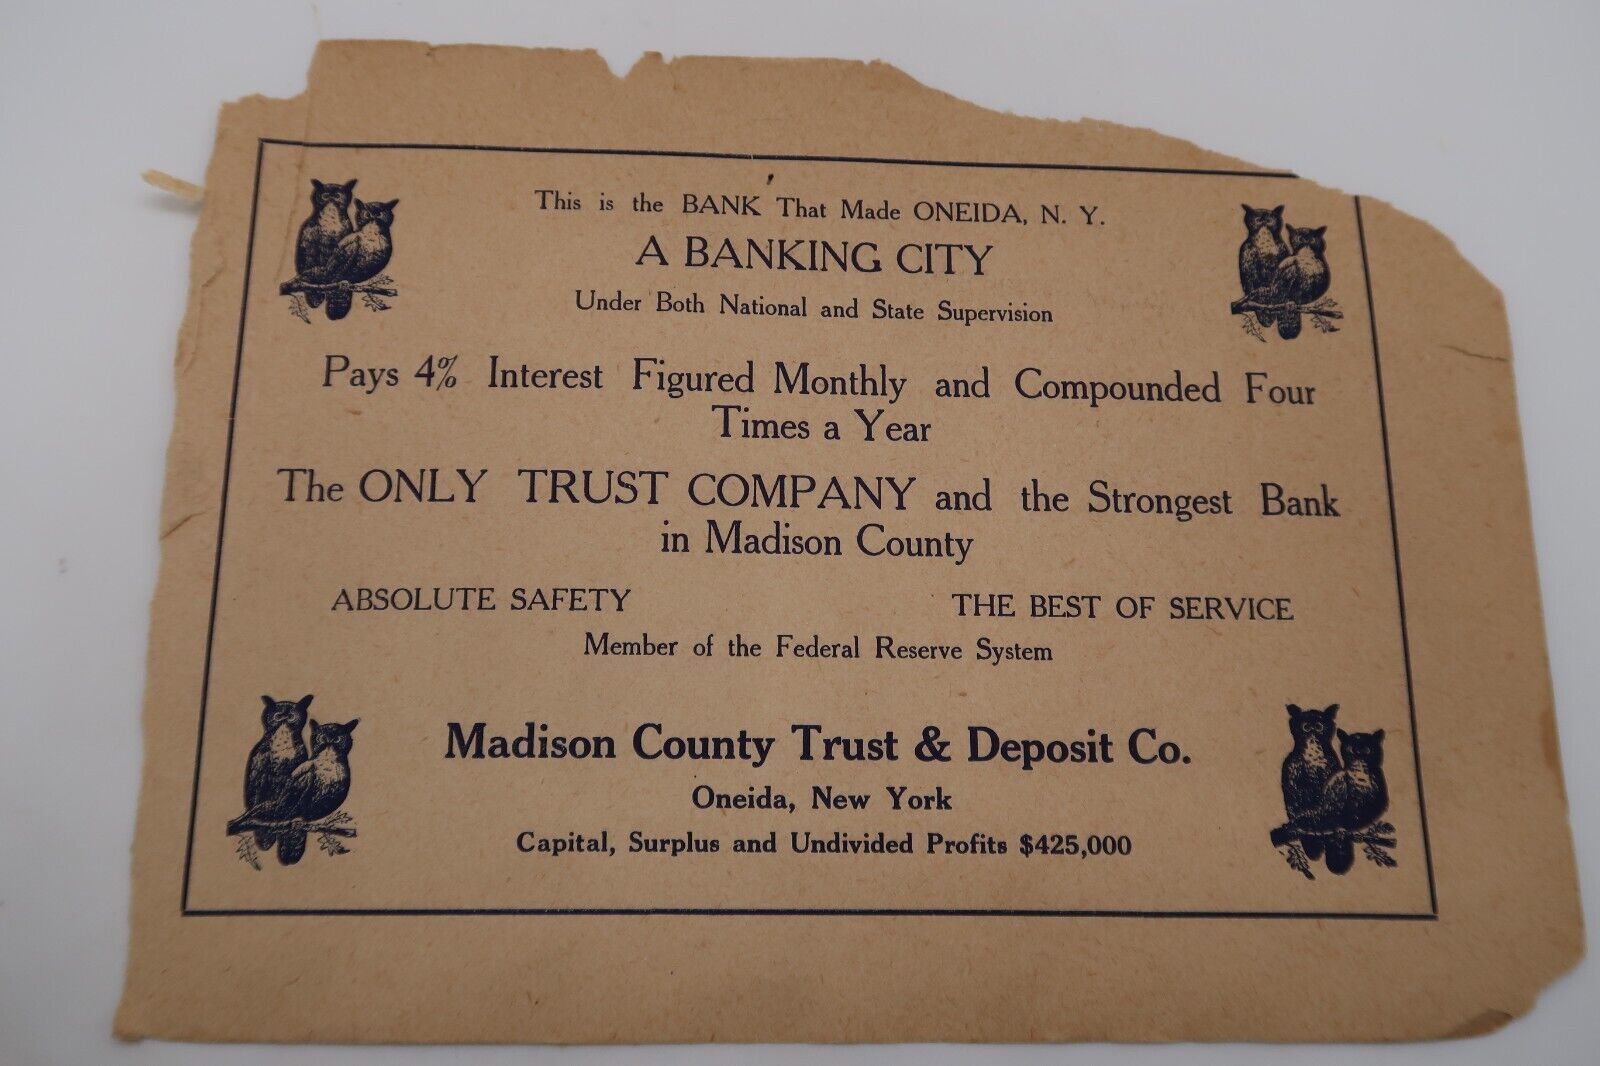 This is the BANK That Made ONEIDA, N. Y.
A BANKING CITY
Under Both National and State Supervision
Pays 4% Interest Figured Monthly and Compounded Four
Times a Year
The ONLY TRUST COMPANY and the Strongest Bank
in Madison County
ABSOLUTE SAFETY THE BEST OF SERVICE
Member of the Federal Reserve System
Madison County Trust & Deposit Co.
Oneida, New York
Capital, Surplus and Undivided Profits $425,000